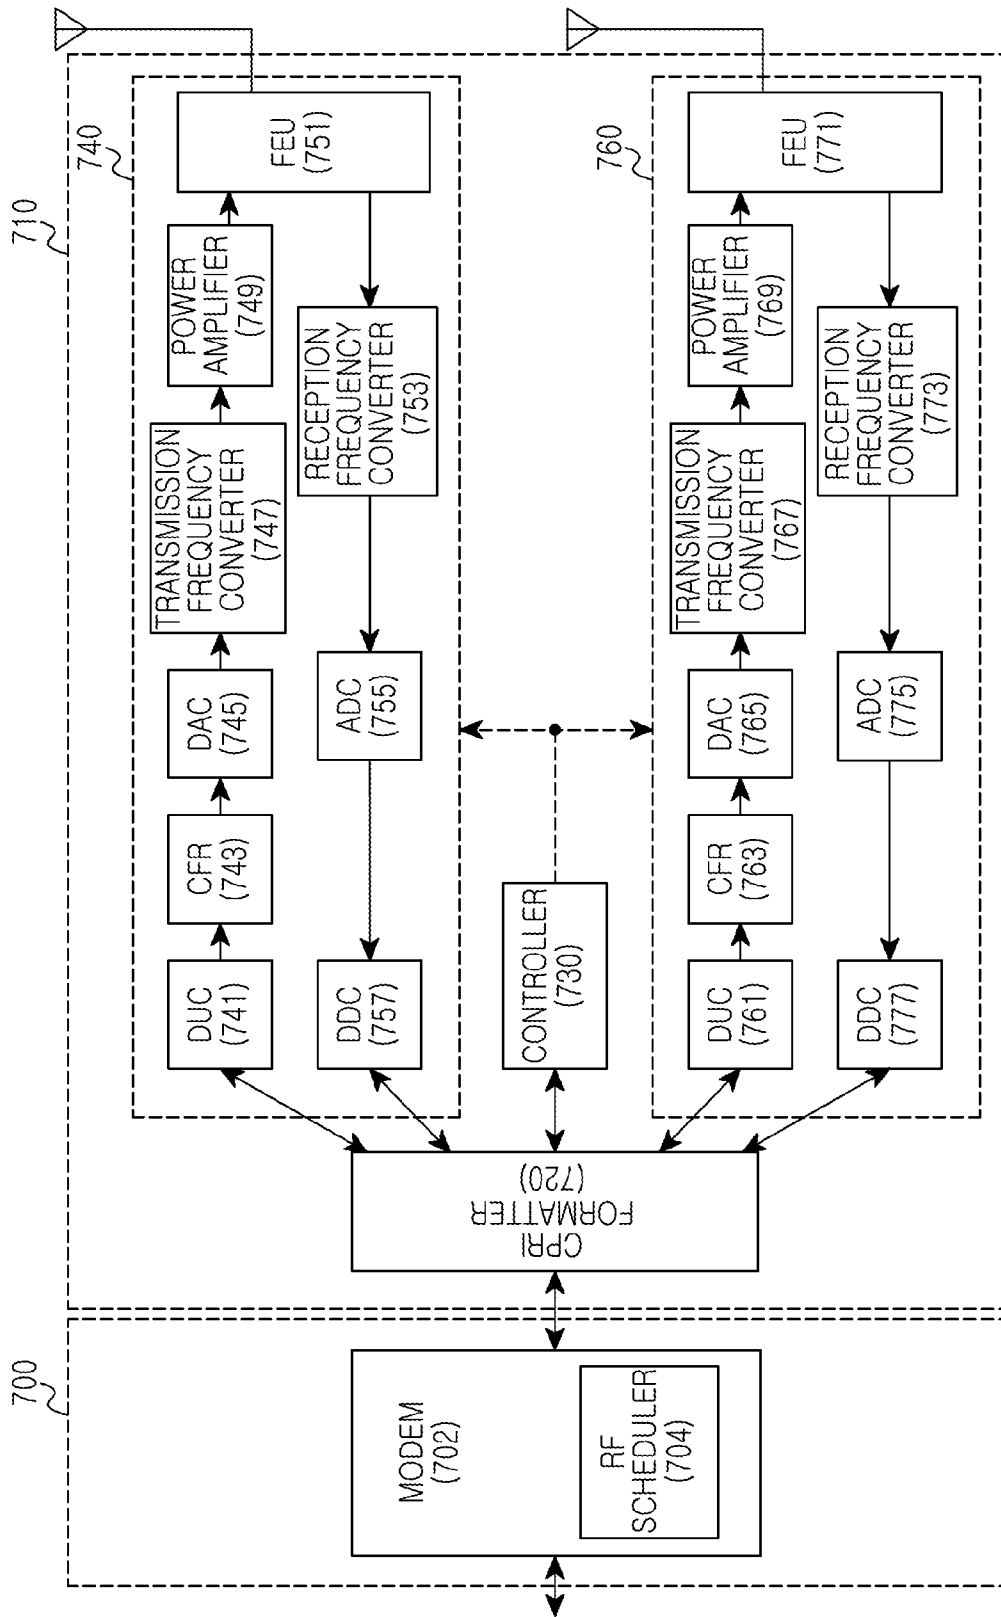 700
MODEM
(702)
RF
SCHEDULER
(704)
710
CPRI
FORMATTER
(720)
CONTROLLER
(730)
740
DUC
(741)
CFR
(743)
DAC
(745)
TRANSMISSION
FREQUENCY
CONVERTER
(747)
POWER
AMPLIFIER
(749)
FEU
(751)
RECEPTION
FREQUENCY
CONVERTER
(753)
ADC
(755)
DDC
(757)
760
DUC
(761)
CFR
(763)
DAC
(765)
TRANSMISSION
FREQUENCY
CONVERTER
(767)
POWER
AMPLIFIER
(769)
FEU
(771)
RECEPTION
FREQUENCY
CONVERTER
(773)
ADC
(775)
DDC
(777)